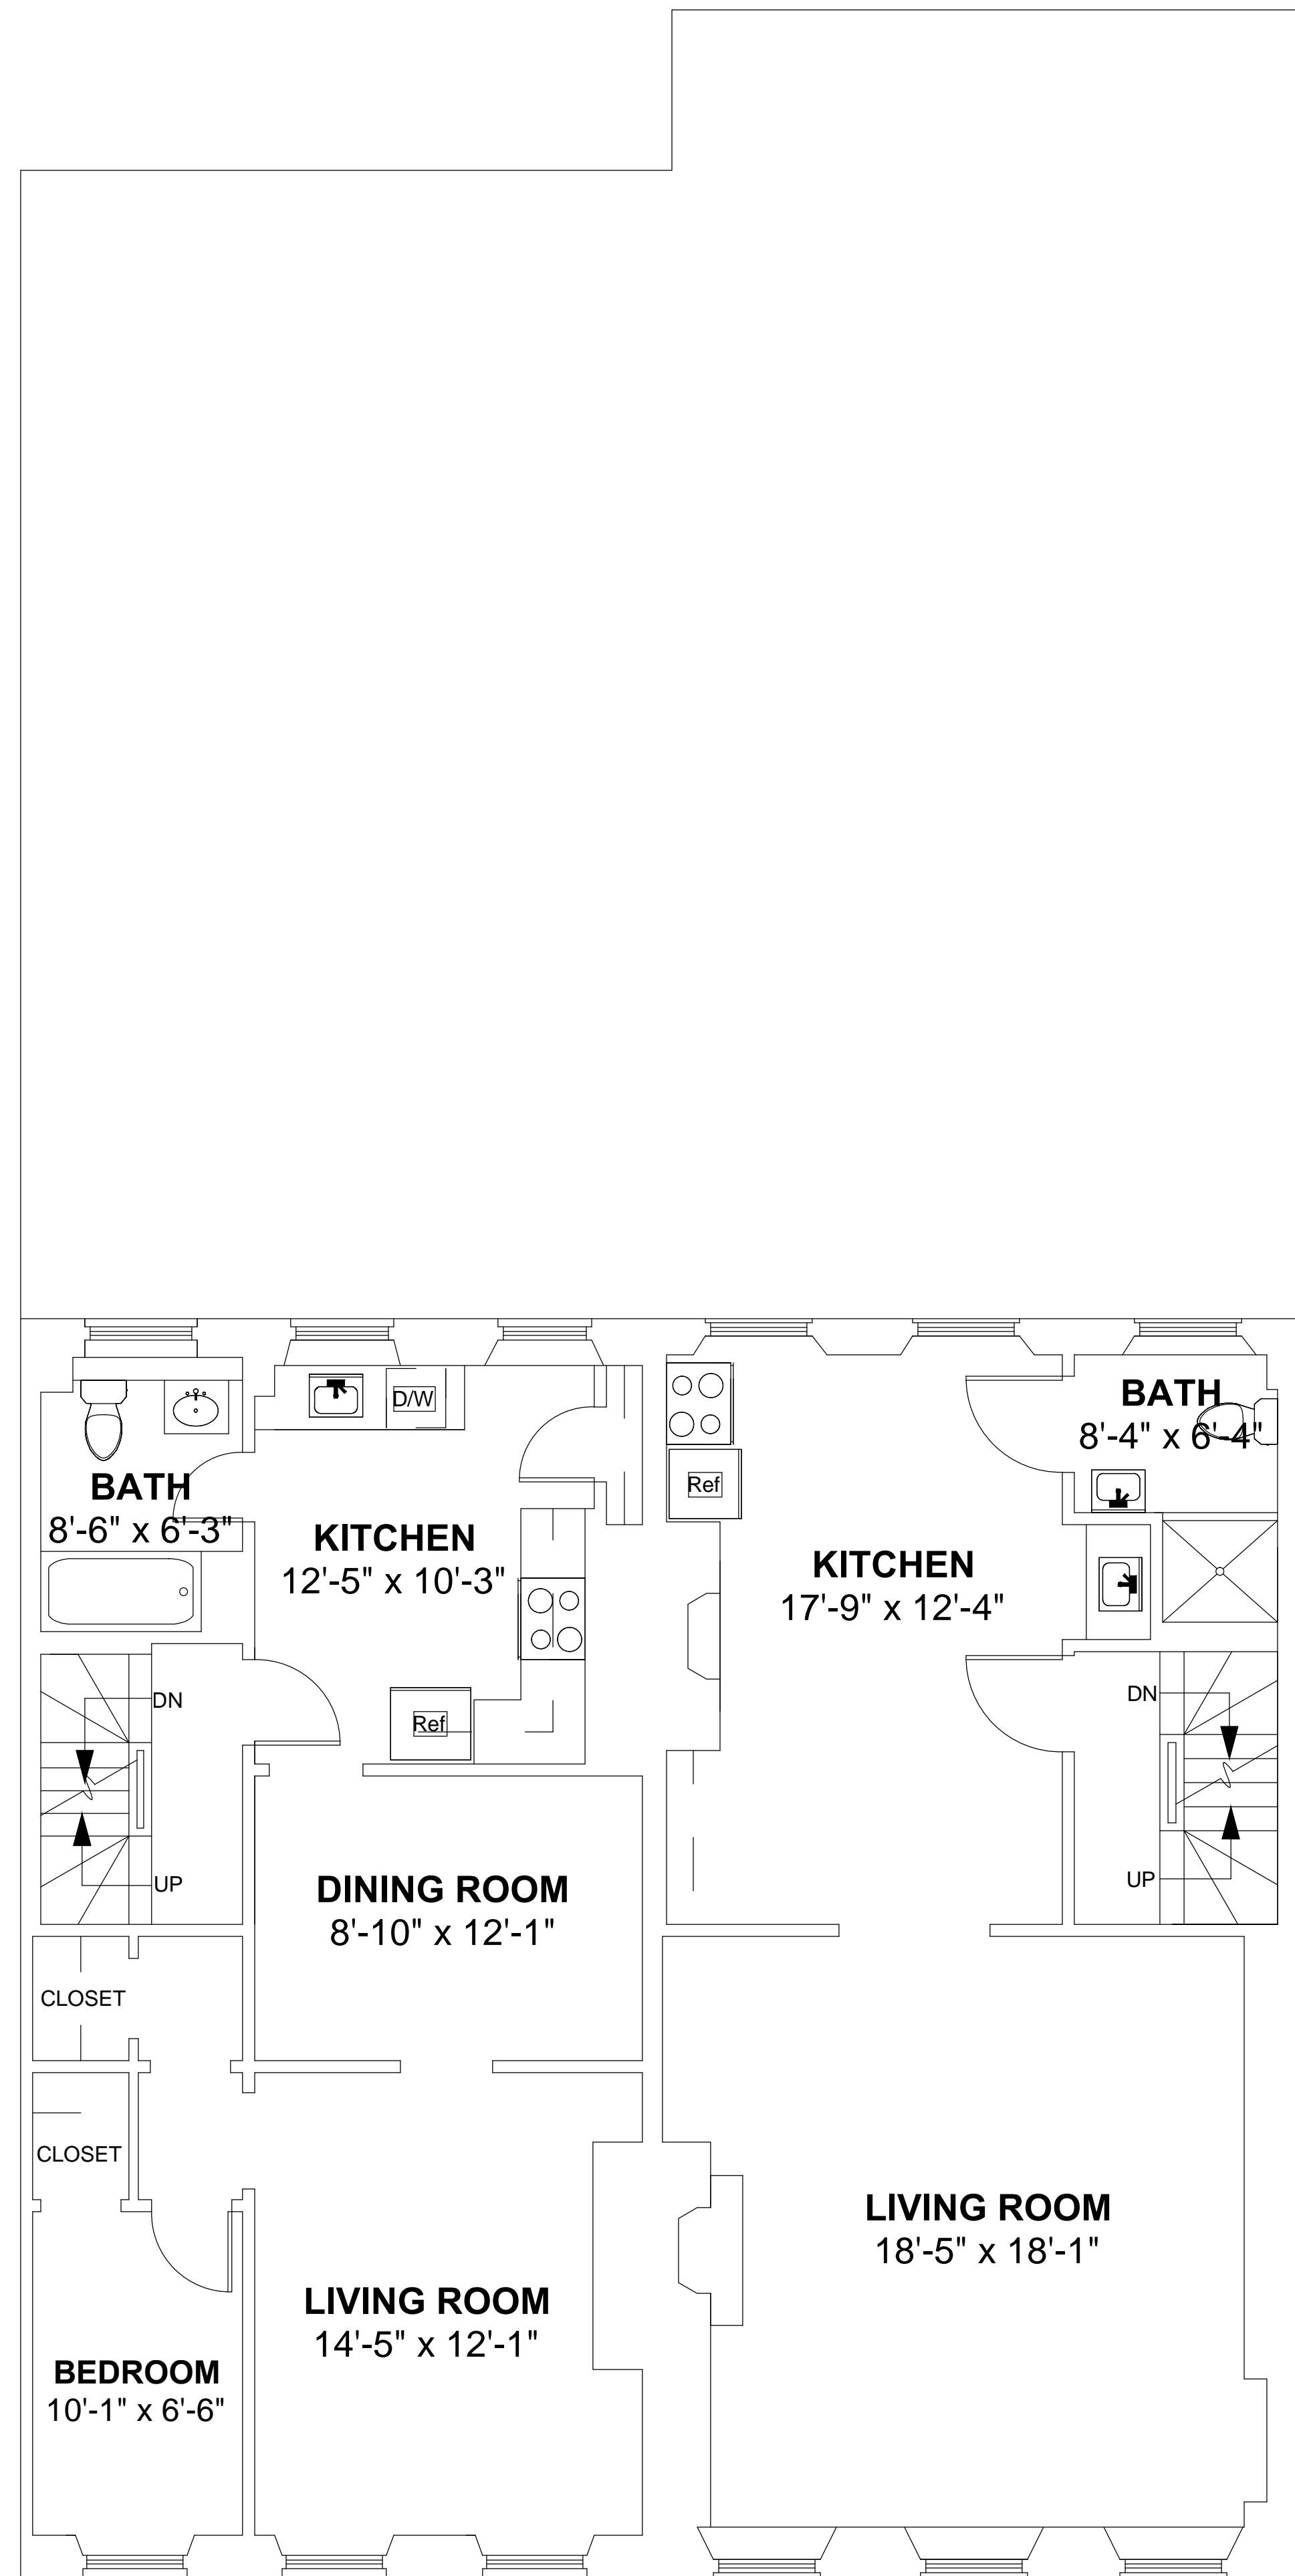 D/W
BATH
8'-4" x 6'-4"
Ref
BATH
8'-6" x 6'-3"
KITCHEN
12'-5" x 10'-3"
KITCHEN
17'-9" x 12'-4"
DN
Ref
DN
UP
UP
DINING ROOM
8'-10" x 12'-1"
CLOSET
CLOSET
LIVING ROOM
18'-5" x 18'-1"
LIVING ROOM
14'-5" x 12'-1"
BEDROOM
10'-1" x 6'-6"